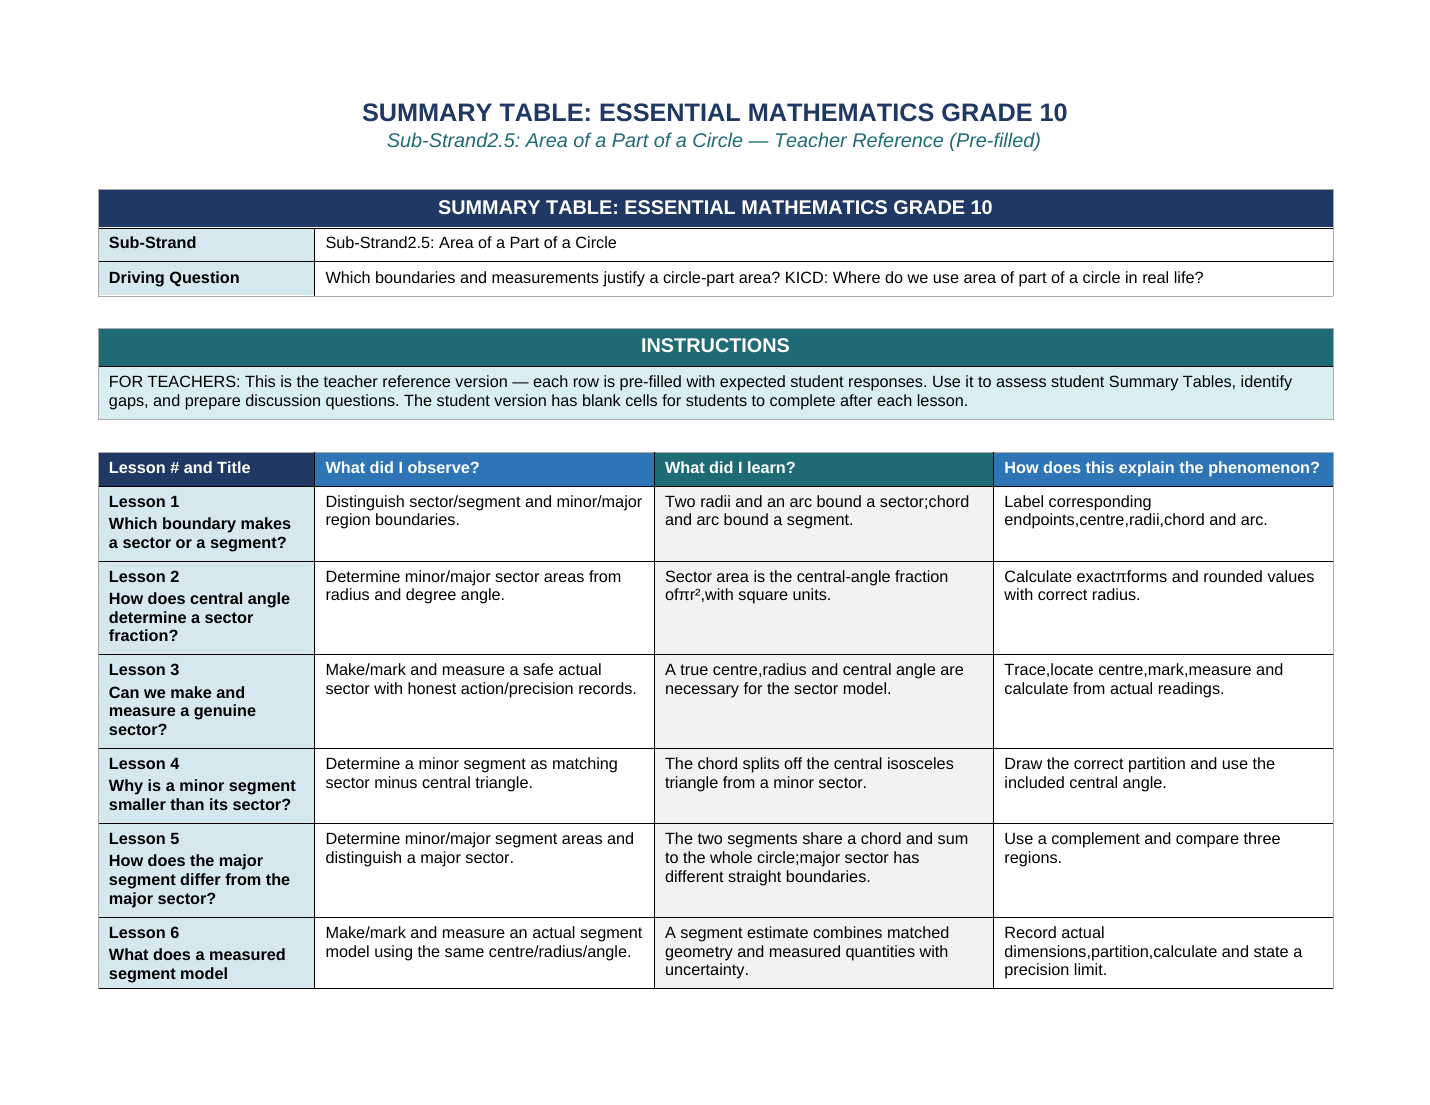 SUMMARY TABLE: ESSENTIAL MATHEMATICS GRADE 10
Sub-Strand2.5: Area of a Part of a Circle — Teacher Reference (Pre-filled)
SUMMARY TABLE: ESSENTIAL MATHEMATICS GRADE 10
Sub-Strand
Sub-Strand2.5: Area of a Part of a Circle
Driving Question
Which boundaries and measurements justify a circle-part area? KICD: Where do we use area of part of a circle in real life?
INSTRUCTIONS
FOR TEACHERS: This is the teacher reference version — each row is pre-filled with expected student responses. Use it to assess student Summary Tables, identify
gaps, and prepare discussion questions. The student version has blank cells for students to complete after each lesson.
Lesson # and Title
What did I observe?
What did I learn?
How does this explain the phenomenon?
Lesson 1
Which boundary makes
a sector or a segment?
Distinguish sector/segment and minor/major
region boundaries.
Two radii and an arc bound a sector;chord
and arc bound a segment.
Label corresponding
endpoints,centre,radii,chord and arc.
Lesson 2
How does central angle
determine a sector
fraction?
Determine minor/major sector areas from
radius and degree angle.
Sector area is the central-angle fraction
ofπr²,with square units.
Calculate exactπforms and rounded values
with correct radius.
Lesson 3
Can we make and
measure a genuine
sector?
Make/mark and measure a safe actual
sector with honest action/precision records.
A true centre,radius and central angle are
necessary for the sector model.
Trace,locate centre,mark,measure and
calculate from actual readings.
Lesson 4
Why is a minor segment
smaller than its sector?
Determine a minor segment as matching
sector minus central triangle.
The chord splits off the central isosceles
triangle from a minor sector.
Draw the correct partition and use the
included central angle.
Lesson 5
How does the major
segment differ from the
major sector?
Determine minor/major segment areas and
distinguish a major sector.
The two segments share a chord and sum
to the whole circle;major sector has
different straight boundaries.
Use a complement and compare three
regions.
Lesson 6
What does a measured
segment model
Make/mark and measure an actual segment
model using the same centre/radius/angle.
A segment estimate combines matched
geometry and measured quantities with
uncertainty.
Record actual
dimensions,partition,calculate and state a
precision limit.